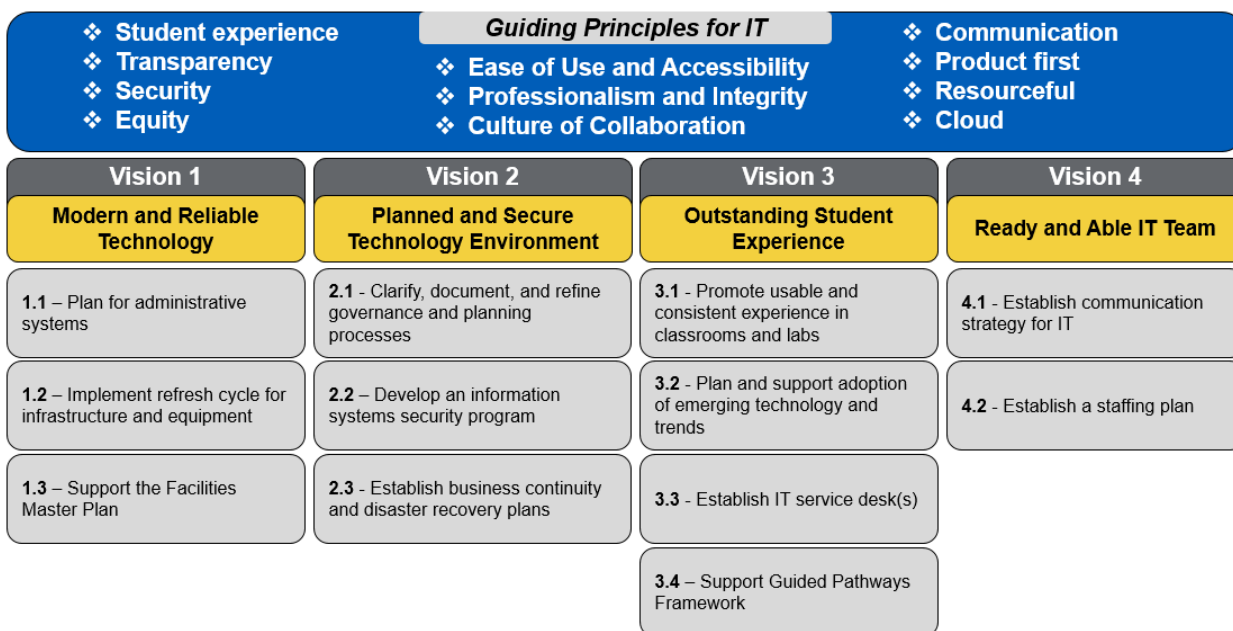 Guiding Principles for IT
❖ Student experience
❖ Transparency
❖ Security
❖ Equity
❖ Ease of Use and Accessibility
❖ Professionalism and Integrity
❖ Culture of Collaboration
❖ Communication
❖ Product first
❖ Resourceful
❖ Cloud
Vision 1
Modern and Reliable
Technology
1.1 – Plan for administrative
systems
1.2 – Implement refresh cycle for
infrastructure and equipment
1.3 – Support the Facilities
Master Plan
Vision 2
Planned and Secure
Technology Environment
2.1 - Clarify, document, and refine
governance and planning
processes
2.2 – Develop an information
systems security program
2.3 - Establish business continuity
and disaster recovery plans
Vision 3
Outstanding Student
Experience
3.1 - Promote usable and
consistent experience in
classrooms and labs
3.2 - Plan and support adoption
of emerging technology and
trends
3.3 - Establish IT service desk(s)
3.4 – Support Guided Pathways
Framework
Vision 4
Ready and Able IT Team
4.1 - Establish communication
strategy for IT
4.2 - Establish a staffing plan